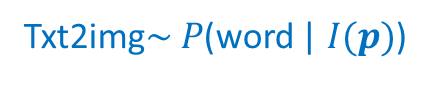 Txt2img~ P(word | I(p))